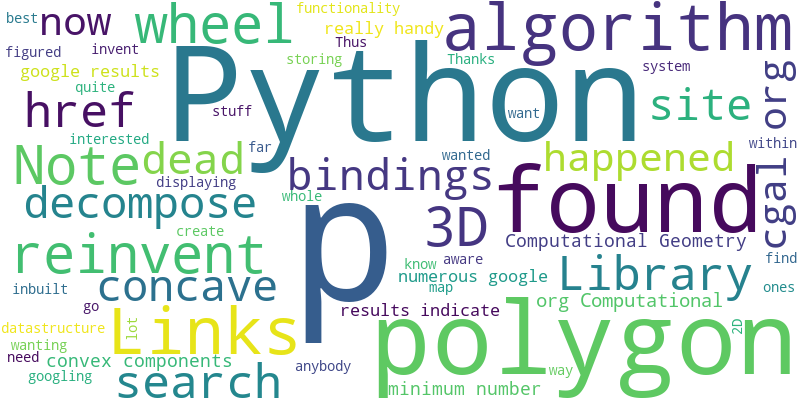 best
now
wheel
functionality
really handy
algorithm
figured
invent
Thus
google results
storing
Thanks
system
quite
Python
href
stuff
want
site
cgal org
interested
far
within
Note
dead
bindings
wanted
happened
displaying
decompose
whole
p
found
3D
create
Computational Geometry
reinvent
know
aware
find
concave
numerous google
Library
inbuilt
map
ones
go
results indicate
org Computational
Links
datastructure
lot
polygon
2D
wanting
need
convex components
anybody
way
googling
search
minimum number